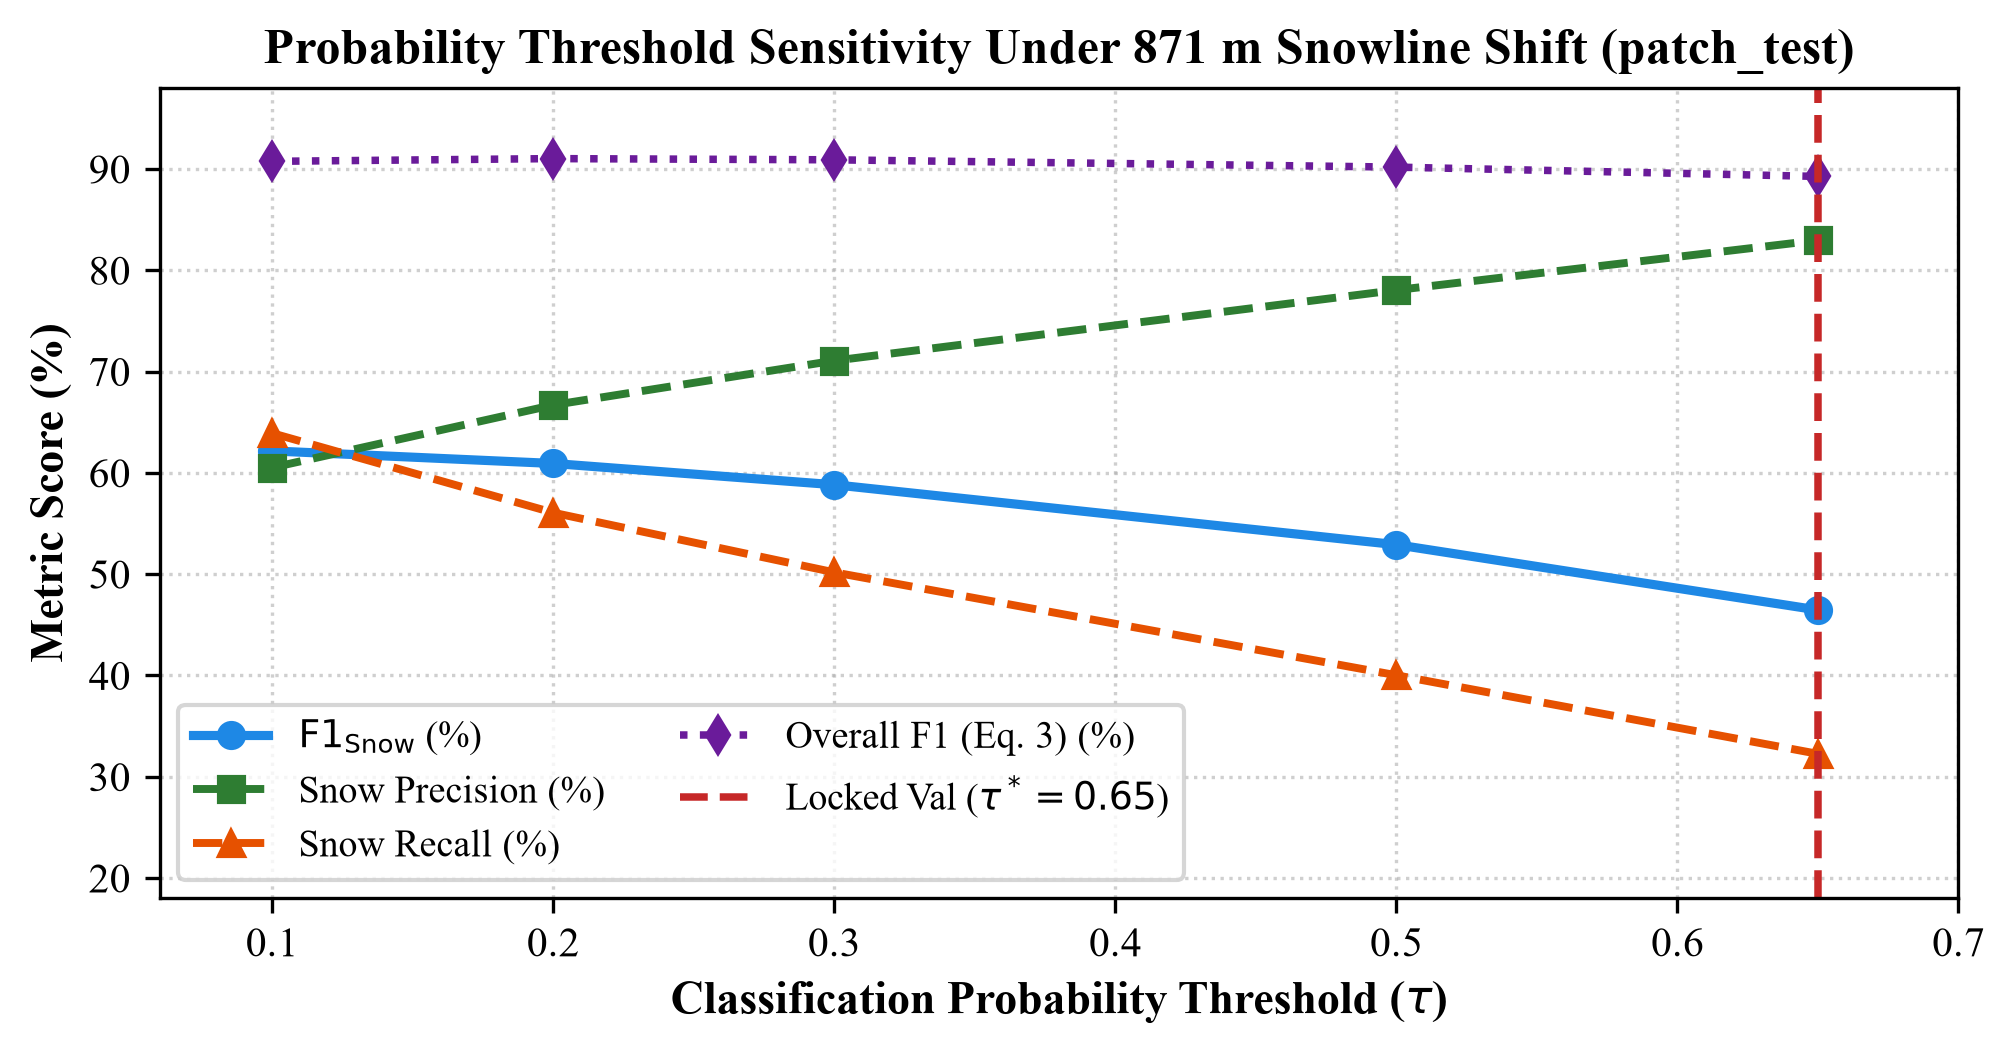 Probability Threshold Sensitivity Under 871 m Snowline Shift (patch_test)
Metric Score (%)
90
80
70
60
50
40
30
20
F1Snow (%)
Snow Precision (%)
Snow Recall (%)
Overall F1 (Eq. 3) (%)
Locked Val (τ* = 0.65)
0.1 0.2 0.3 0.4 0.5 0.6 0.7
Classification Probability Threshold (τ)